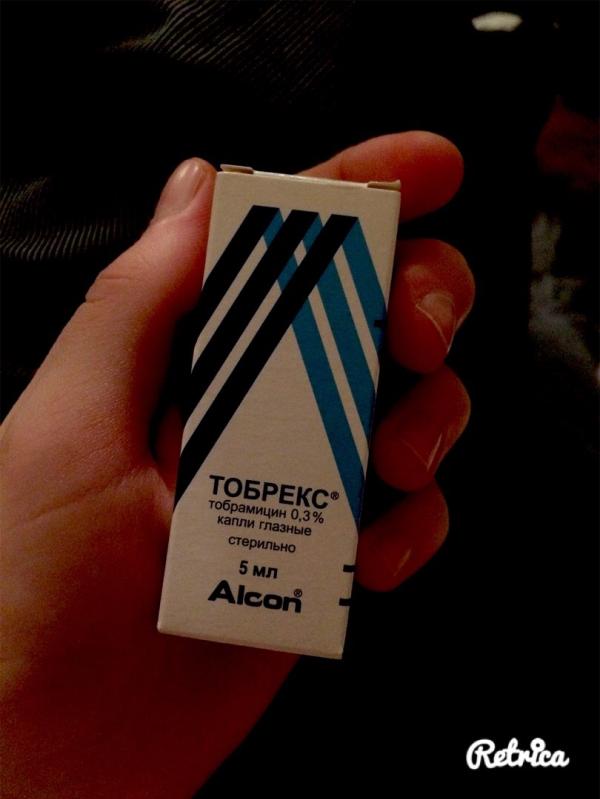 ТОБРЕКС®
тобрамицин 0,3%
капли глазные
стерильно
5 мл
Alcon®
Retrica